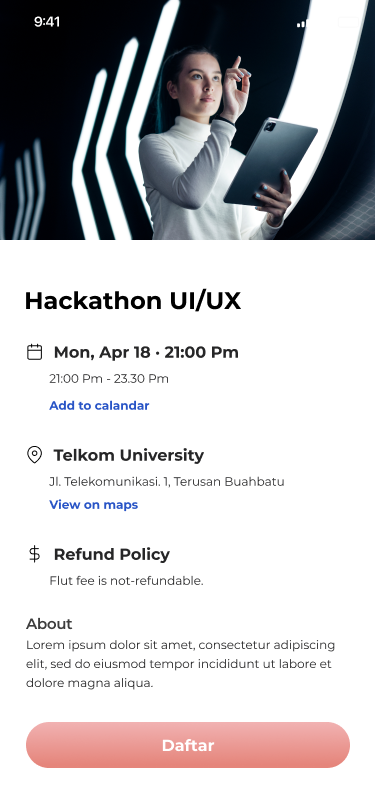 9:41
Hackathon UI/UX
Mon, Apr 18 · 21:00 Pm
21:00 Pm - 23.30 Pm
Add to calandar
Telkom University
Jl. Telekomunikasi. 1, Terusan Buahbatu
View on maps
Refund Policy
Flut fee is not-refundable.
About
Lorem ipsum dolor sit amet, consectetur adipiscing
elit, sed do eiusmod tempor incididunt ut labore et
dolore magna aliqua.
Daftar